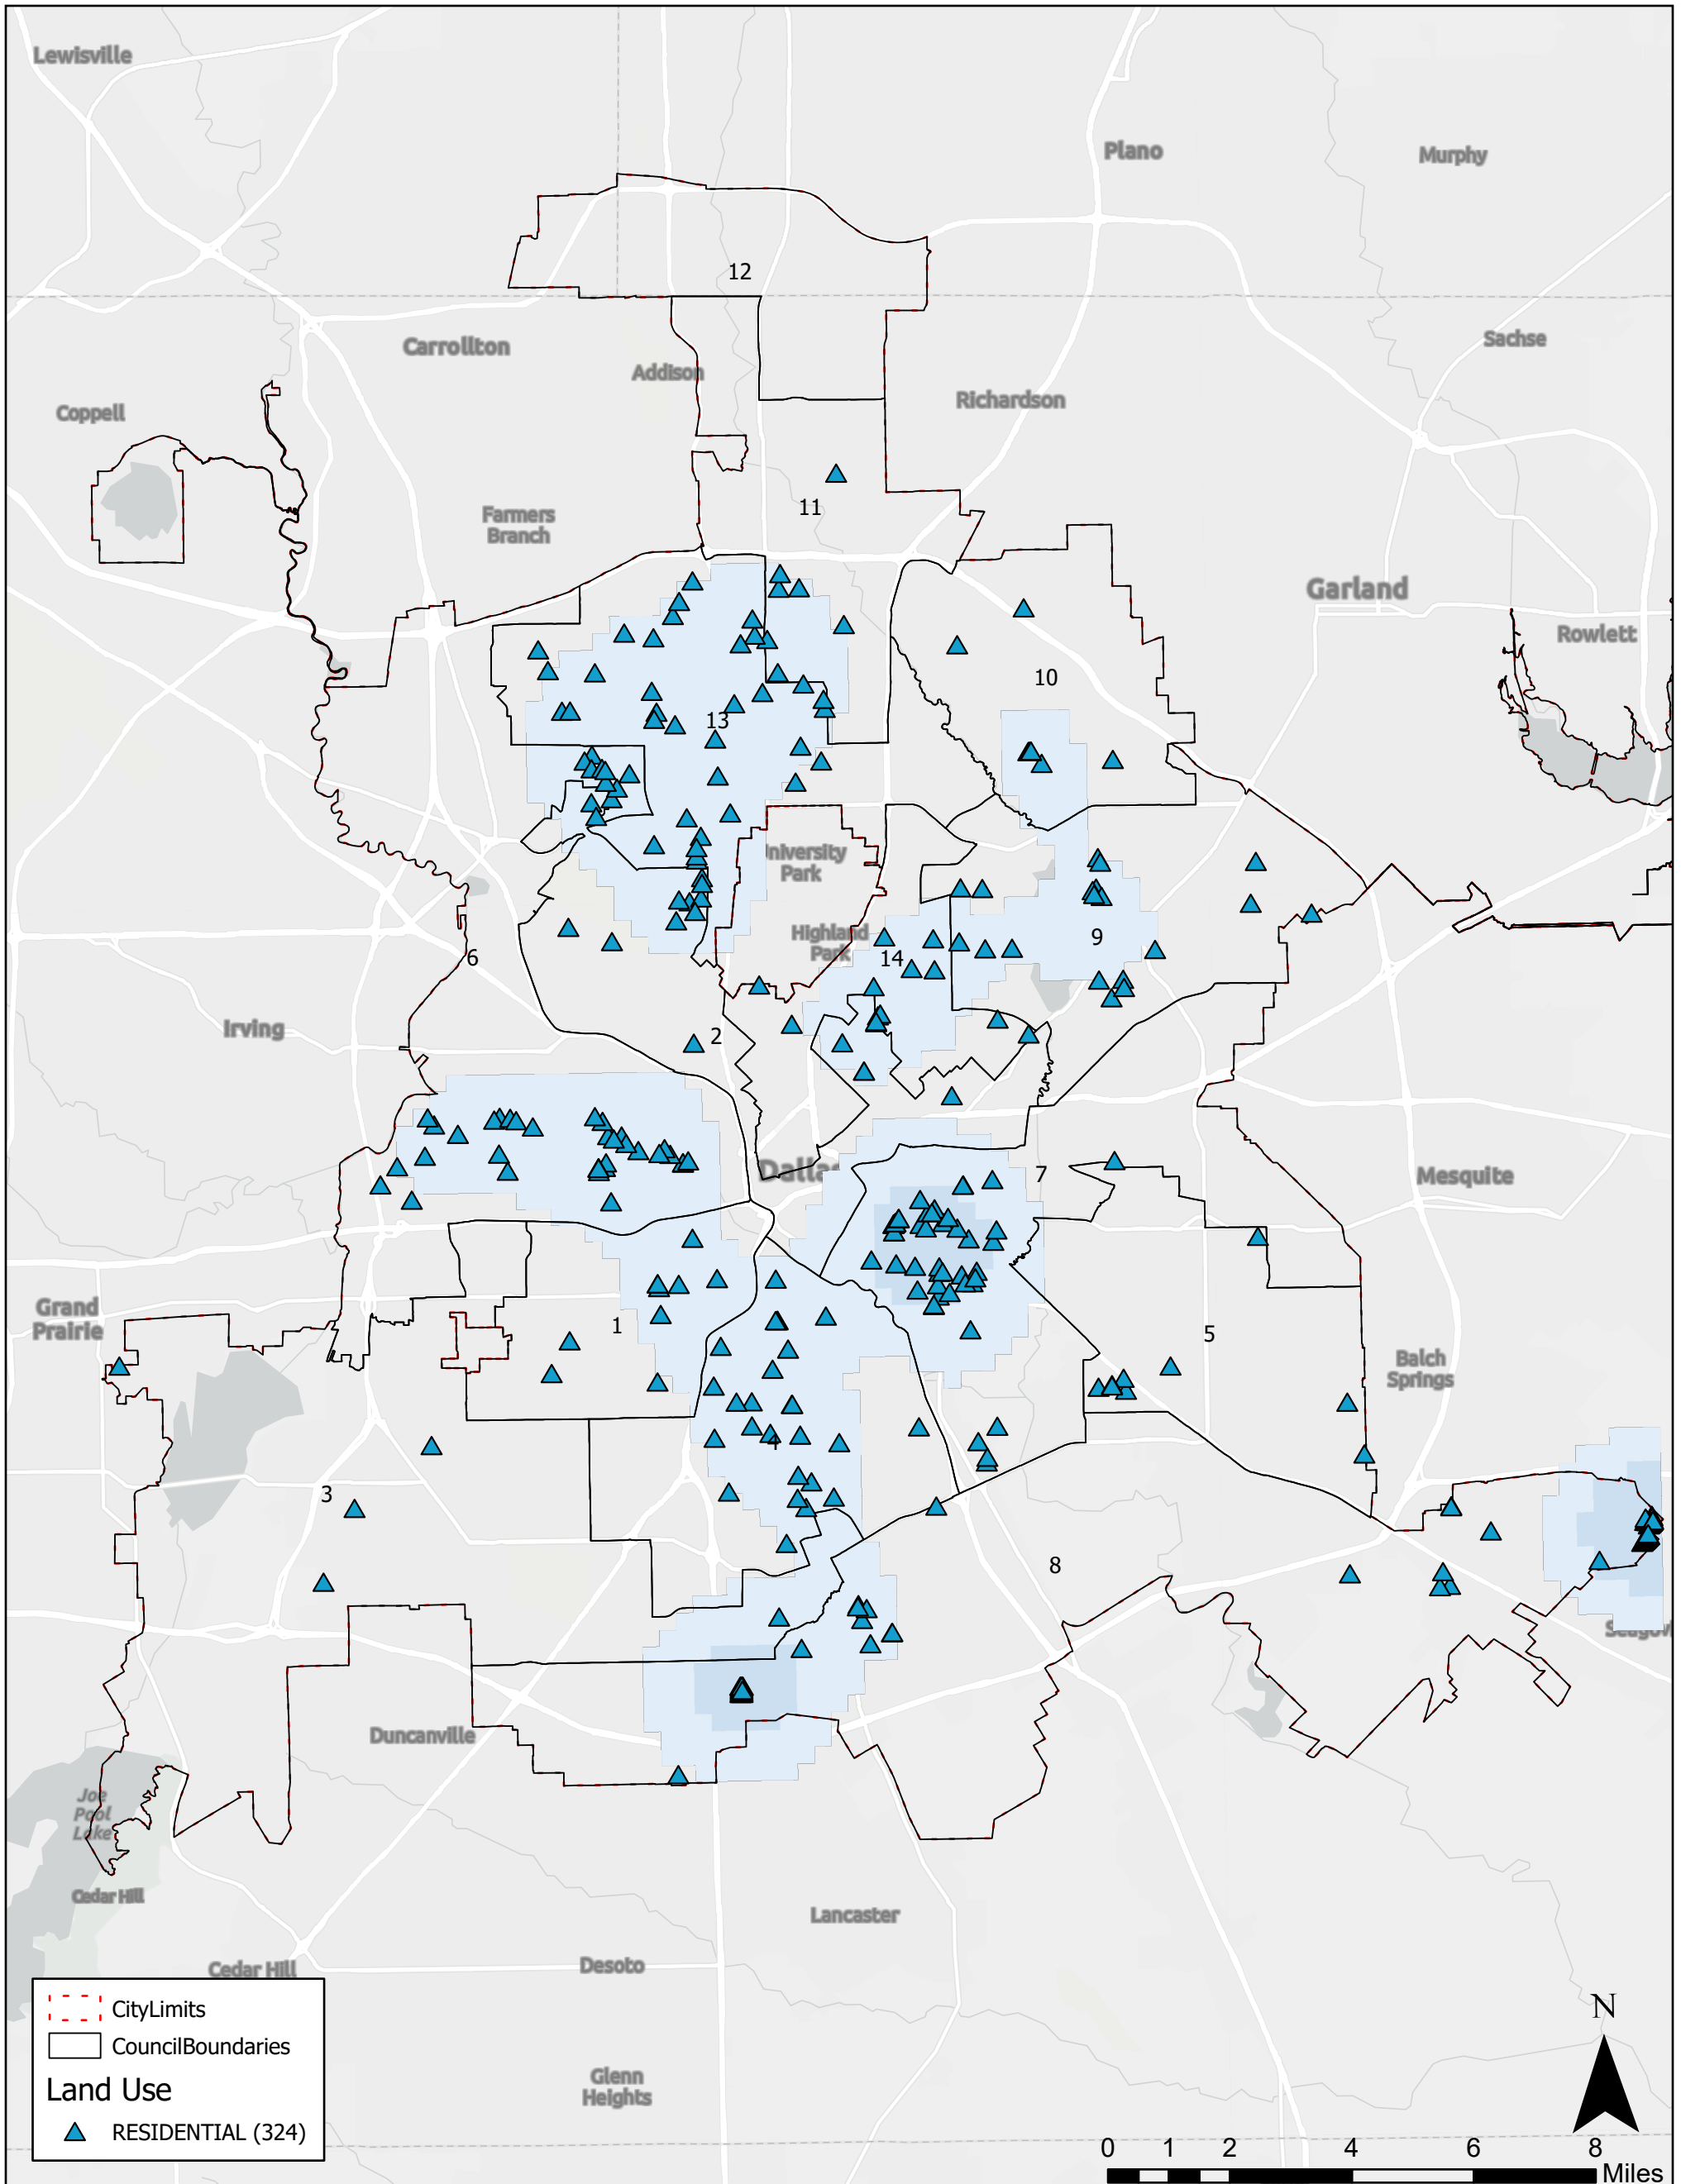 Lewisville
Plano
Murphy
12
Carrollton
Addison
Sachse
Coppell
Richardson
11
Farmers
Branch
Garland
Rowlett
10
13
University
Park
Highland
Park
14
9
6
Irving
2
Dallas
7
Mesquite
Grand
Prairie
1
5
Balch
Springs
4
3
8
Duncanville
Joe
Pool
Lake
Cedar Hill
Lancaster
Cedar Hill
Desoto
Glenn
Heights
CityLimits
CouncilBoundaries
Land Use
RESIDENTIAL (324)
N
0 1 2 4 6 8
Miles